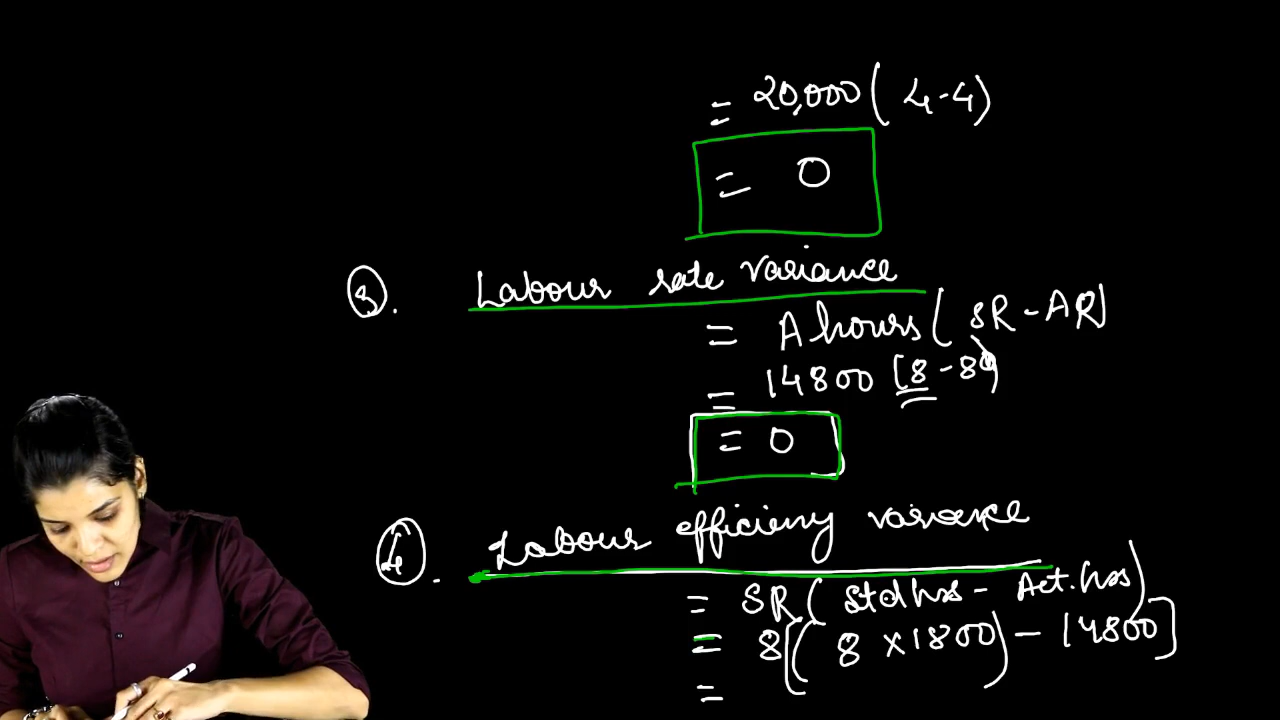 = 20,000 ( 4 - 4)
= 0
3. Labour rate variance
= A hours ( SR - AR)
= 14800 [8 - 8)
= 0
4. Labour efficiency variance
= SR ( Std hrs - Act. hrs)
= 8[( 8 × 1800) - 14800]
=